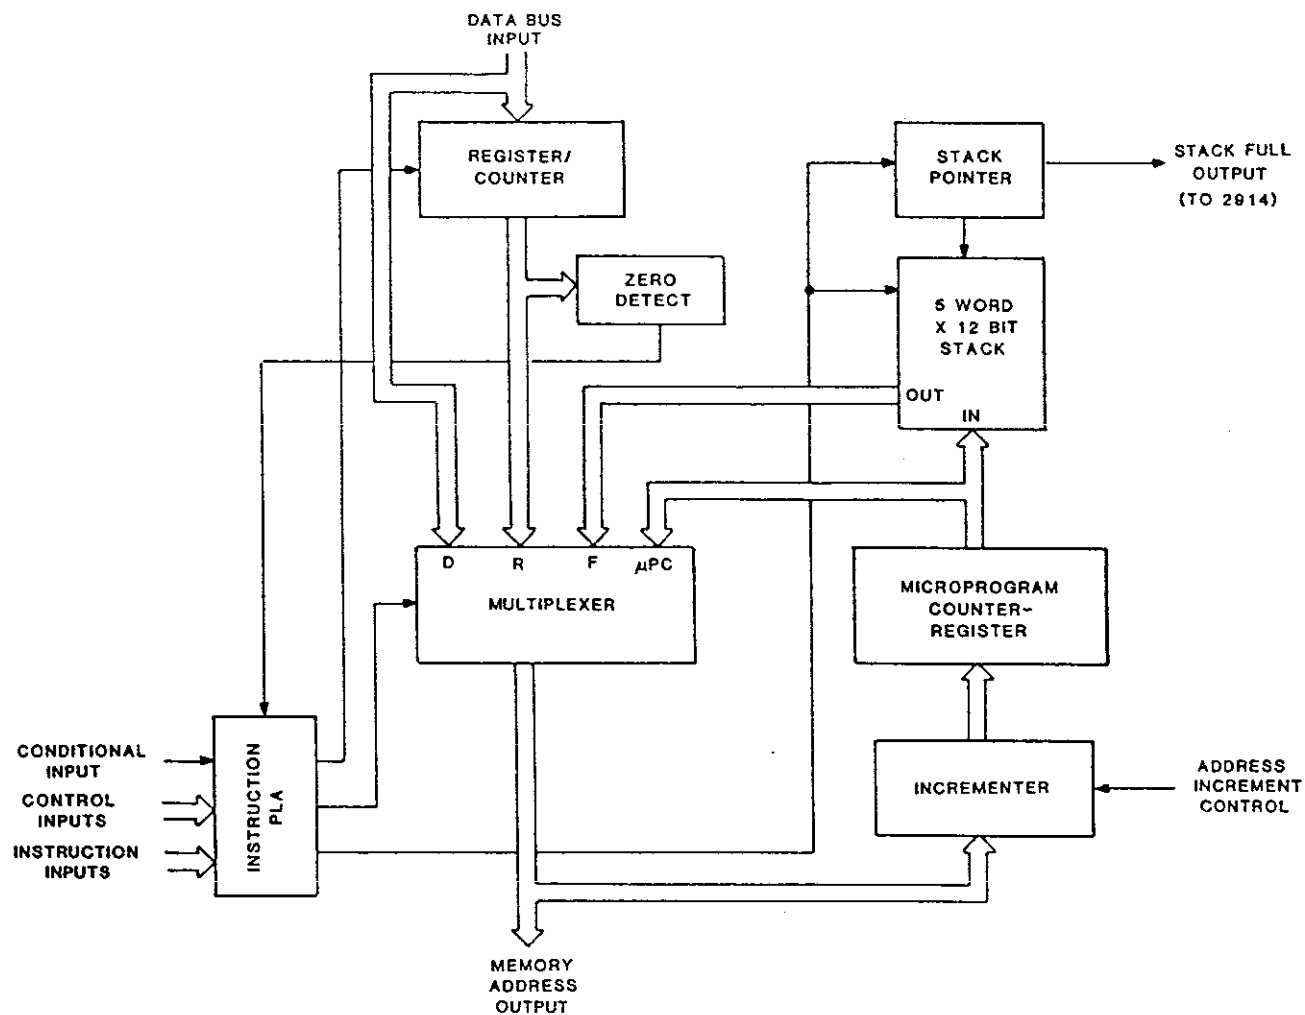 DATA BUS
INPUT
REGISTER/
COUNTER
STACK
POINTER
STACK FULL
OUTPUT
(TO 2914)
ZERO
DETECT
5 WORD
X 12 BIT
STACK
OUT
IN
D R F μPC
MULTIPLEXER
MICROPROGRAM
COUNTER-
REGISTER
CONDITIONAL
INPUT
CONTROL
INPUTS
INSTRUCTION
INPUTS
INSTRUCTION
PLA
INCREMENTER
ADDRESS
INCREMENT
CONTROL
MEMORY
ADDRESS
OUTPUT